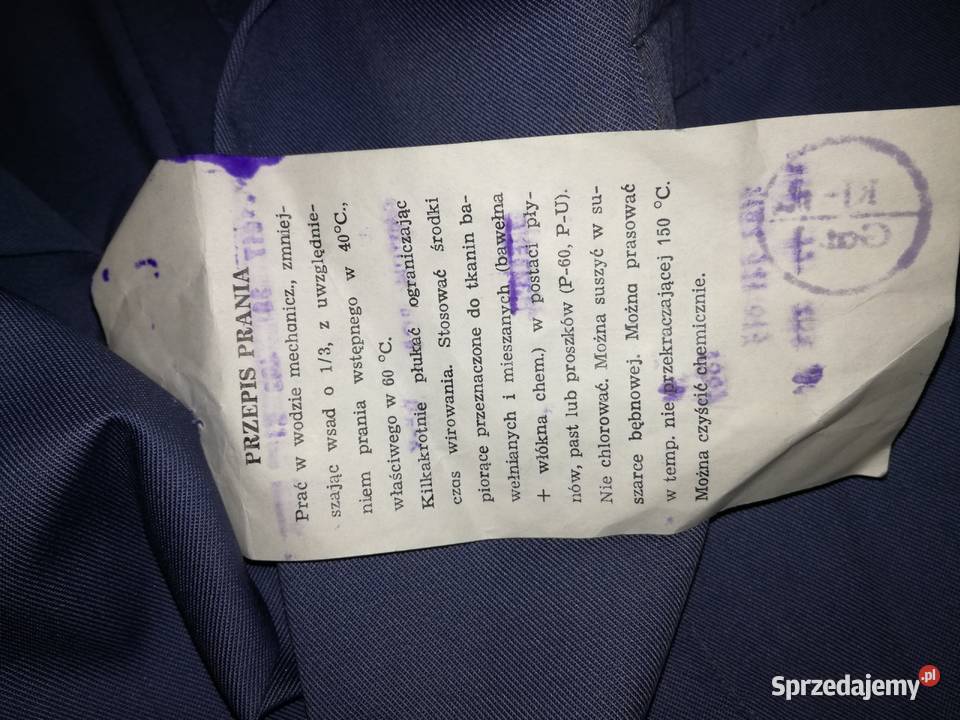 PRZEPIS PRANIA
Prać w wodzie mechanicz., zmniej-
szając wsad o 1/3, z uwzględnie-
niem prania wstępnego w 40°C.,
właściwego w 60 °C.
Kilkakrotnie płukać ograniczając
czas wirowania. Stosować środki
piorące przeznaczone do tkanin ba-
wełnianych i mieszanych (bawełna
+ włókna chem.) w postaci pły-
nów, past lub proszków (P-60, P-U).
Nie chlorować. Można suszyć w su-
szarce bębnowej. Można prasować
w temp. nie przekraczającej 150 °C.
Można czyścić chemicznie.
Sprzedajemy.pl